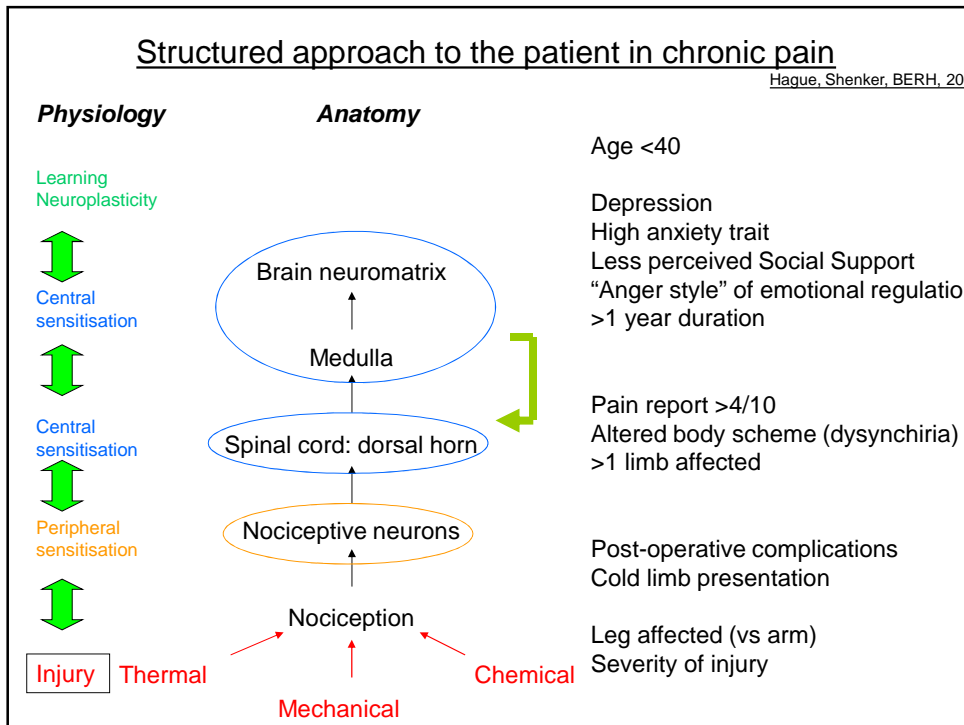 Structured approach to the patient in chronic pain
Hague, Shenker, BERH, 20
Physiology
Anatomy
Learning
Neuroplasticity
Central
sensitisation
Central
sensitisation
Peripheral
sensitisation
Injury
Brain neuromatrix
Medulla
Spinal cord: dorsal horn
Nociceptive neurons
Nociception
Thermal
Mechanical
Chemical
Age <40
Depression
High anxiety trait
Less perceived Social Support
“Anger style” of emotional regulatio
>1 year duration
Pain report >4/10
Altered body scheme (dysynchiria)
>1 limb affected
Post-operative complications
Cold limb presentation
Leg affected (vs arm)
Severity of injury